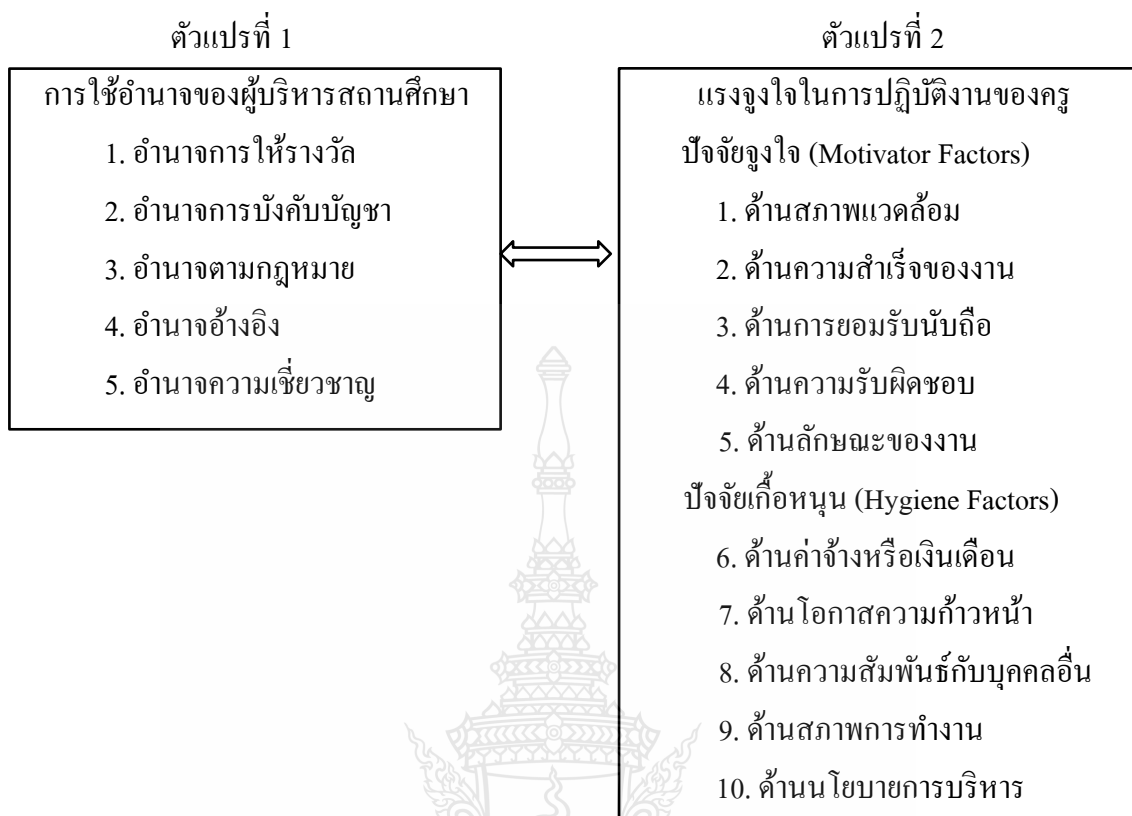 ตัวแปรที่ 1
การใช้อำนาจของผู้บริหารสถานศึกษา
1. อำนาจการให้รางวัล
2. อำนาจการบังคับบัญชา
3. อำนาจตามกฎหมาย
4. อำนาจอ้างอิง
5. อำนาจความเชี่ยวชาญ
ตัวแปรที่ 2
แรงจูงใจในการปฏิบัติงานของครู
ปัจจัยจูงใจ (Motivator Factors)
1. ด้านสภาพแวดล้อม
2. ด้านความสำเร็จของงาน
3. ด้านการยอมรับนับถือ
4. ด้านความรับผิดชอบ
5. ด้านลักษณะของงาน
ปัจจัยเกื้อหนุน (Hygiene Factors)
6. ด้านค่าจ้างหรือเงินเดือน
7. ด้านโอกาสความก้าวหน้า
8. ด้านความสัมพันธ์กับบุคคลอื่น
9. ด้านสภาพการทำงาน
10. ด้านนโยบายการบริหาร